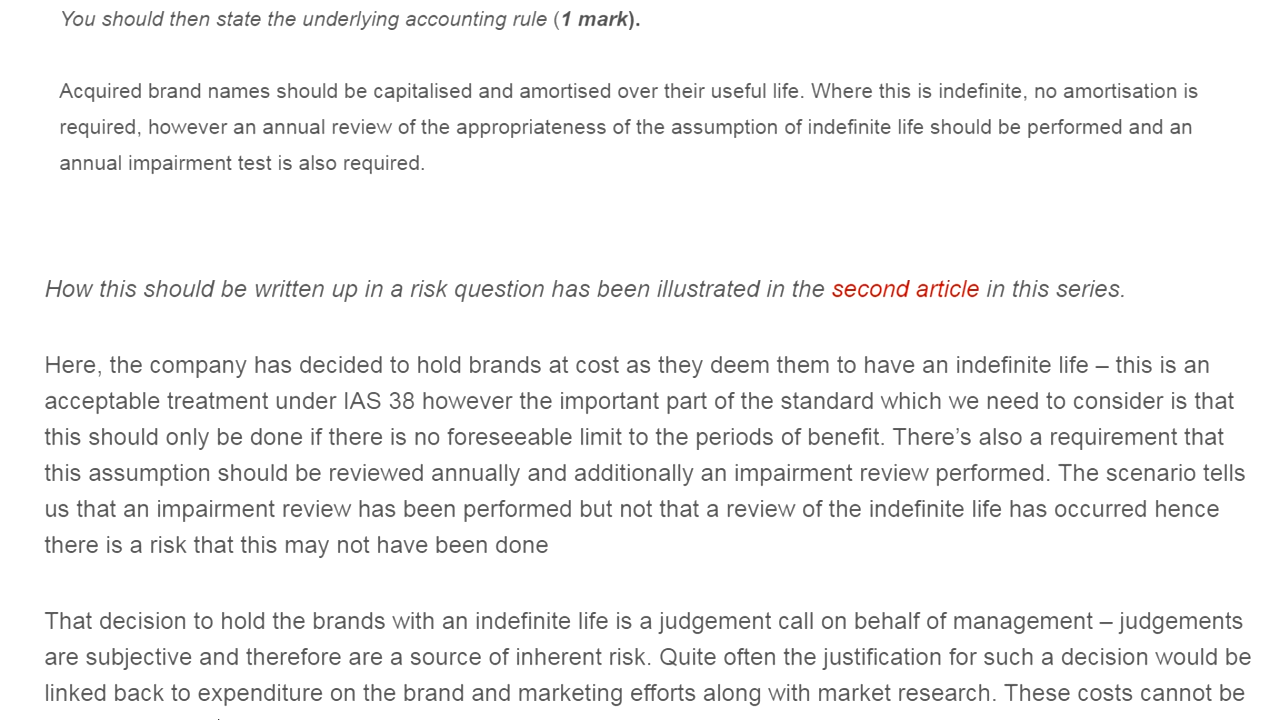 You should then state the underlying accounting rule (1 mark).
Acquired brand names should be capitalised and amortised over their useful life. Where this is indefinite, no amortisation is
required, however an annual review of the appropriateness of the assumption of indefinite life should be performed and an
annual impairment test is also required.
How this should be written up in a risk question has been illustrated in the second article in this series.
Here, the company has decided to hold brands at cost as they deem them to have an indefinite life – this is an
acceptable treatment under IAS 38 however the important part of the standard which we need to consider is that
this should only be done if there is no foreseeable limit to the periods of benefit. There’s also a requirement that
this assumption should be reviewed annually and additionally an impairment review performed. The scenario tells
us that an impairment review has been performed but not that a review of the indefinite life has occurred hence
there is a risk that this may not have been done
That decision to hold the brands with an indefinite life is a judgement call on behalf of management – judgements
are subjective and therefore are a source of inherent risk. Quite often the justification for such a decision would be
linked back to expenditure on the brand and marketing efforts along with market research. These costs cannot be